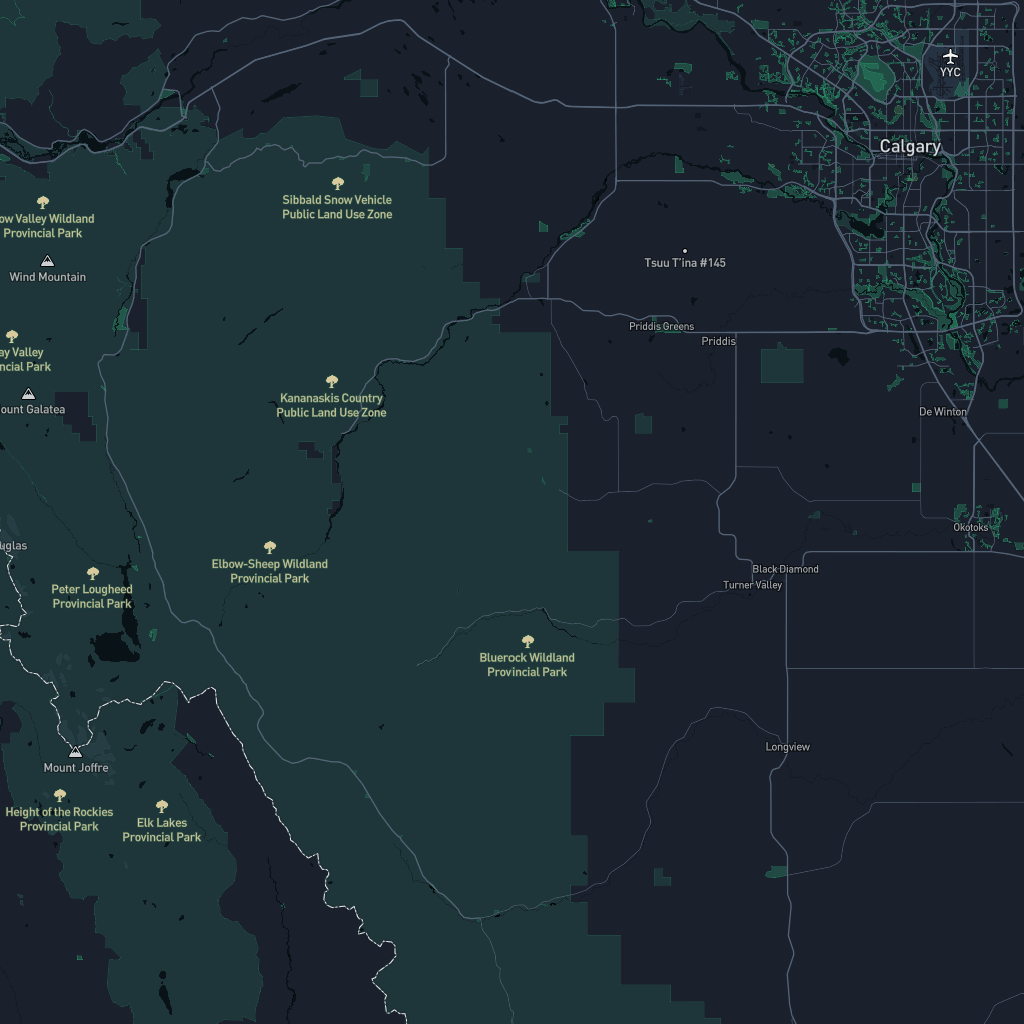 YYC
Calgary
Sibbald Snow Vehicle
Public Land Use Zone
ow Valley Wildland
Provincial Park
Wind Mountain
Tsuu T'ina #145
Priddis Greens
Priddis
ay Valley
ncial Park
ount Galatea
Kananaskis Country
Public Land Use Zone
De Winton
Okotoks
uglas
Elbow-Sheep Wildland
Provincial Park
Peter Lougheed
Provincial Park
Black Diamond
Turner Valley
Bluerock Wildland
Provincial Park
Longview
Mount Joffre
Height of the Rockies
Provincial Park
Elk Lakes
Provincial Park